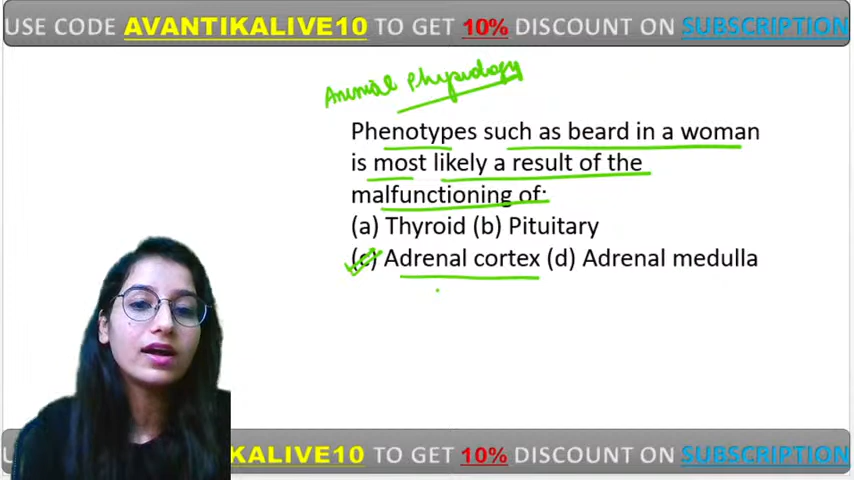 USE CODE AVANTIKALIVE10 TO GET 10% DISCOUNT ON SUBSCRIPTION
Animal Physiology
Phenotypes such as beard in a woman
is most likely a result of the
malfunctioning of:
(a) Thyroid (b) Pituitary
(c) Adrenal cortex (d) Adrenal medulla
KALIVE10 TO GET 10% DISCOUNT ON SUBSCRIPTION